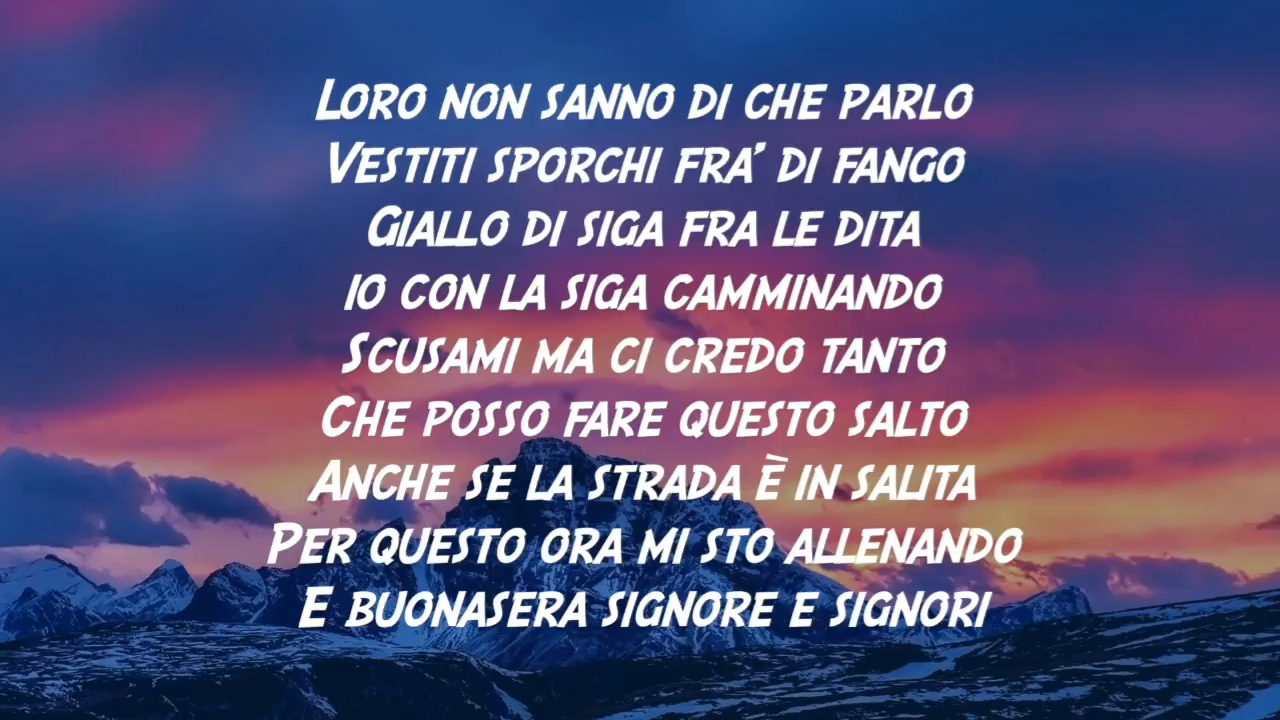 Loro non sanno di che parlo
Vestiti sporchi fra' di fango
Giallo di siga fra le dita
Io con la siga camminando
Scusami ma ci credo tanto
Che posso fare questo salto
Anche se la strada è in salita
Per questo ora mi sto allenando
E buonasera signore e signori